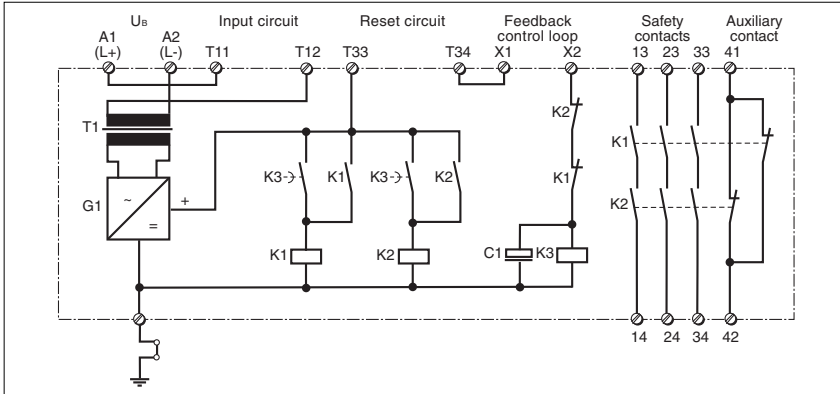 UB Input circuit Reset circuit Feedback control loop Safety contacts Auxiliary contact
A1 (L+) A2 (L-) T11 T12 T33 T34 X1 X2 13 23 33 41
T1
K2
K1
K3 K1 K3 K2 K1
G1 ~ = +
K2
K1 K2 C1 K3
14 24 34 42